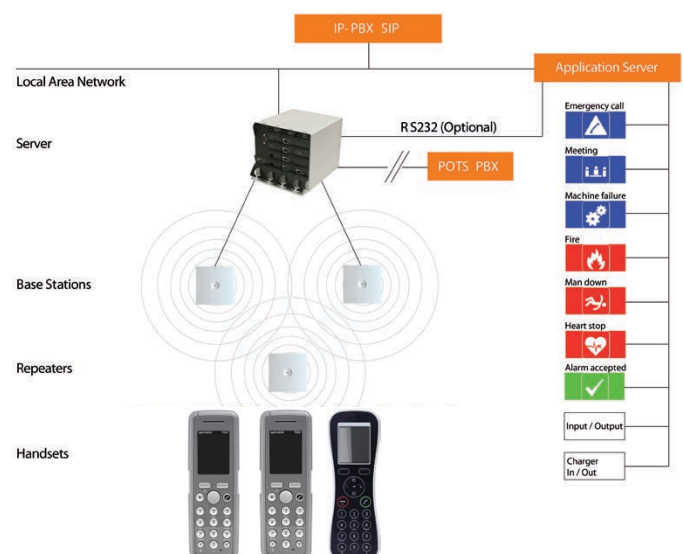 IP-PBX SIP
Application Server
Local Area Network
RS232 (Optional)
Server
POTS PBX
Emergency call
Meeting
Machine failure
Fire
Man down
Heart stop
Alarm accepted
Input / Output
Charger
In / Out
Base Stations
Repeaters
Handsets